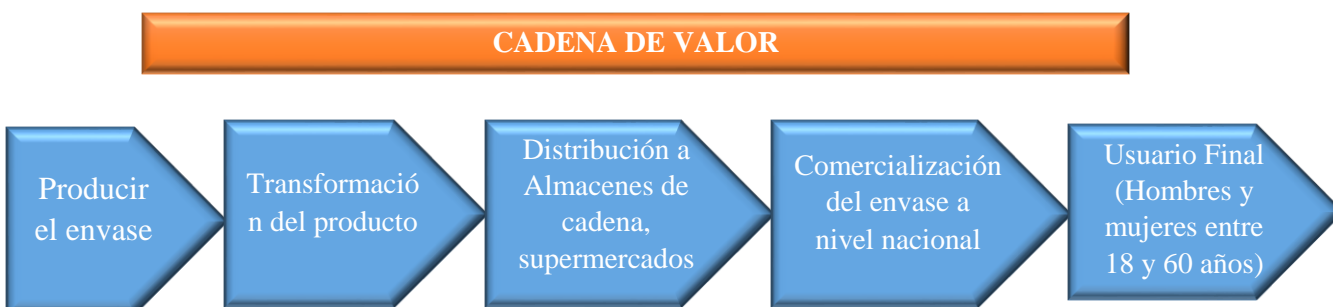 CADENA DE VALOR
Producir
el envase
Transformació
n del producto
Distribución a
Almacenes de
cadena,
supermercados
Comercialización
del envase a
nivel nacional
Usuario Final
(Hombres y
mujeres entre
18 y 60 años)